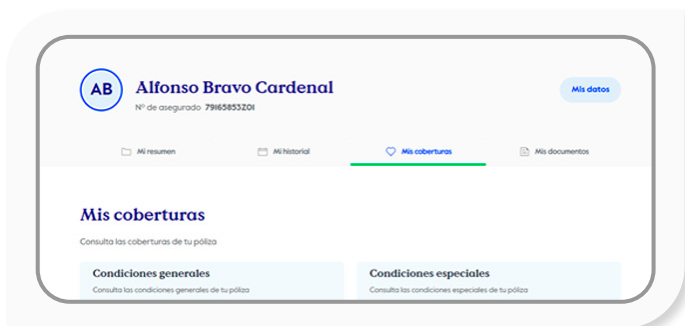 AB
Alfonso Bravo Cardenal
Nº de asegurado 79165853Z01
Mis datos
Mi resumen
Mi historial
Mis coberturas
Mis documentos
Mis coberturas
Consulta las coberturas de tu póliza
Condiciones generales
Consulta las condiciones generales de tu póliza
Condiciones especiales
Consulta las condiciones especiales de tu póliza